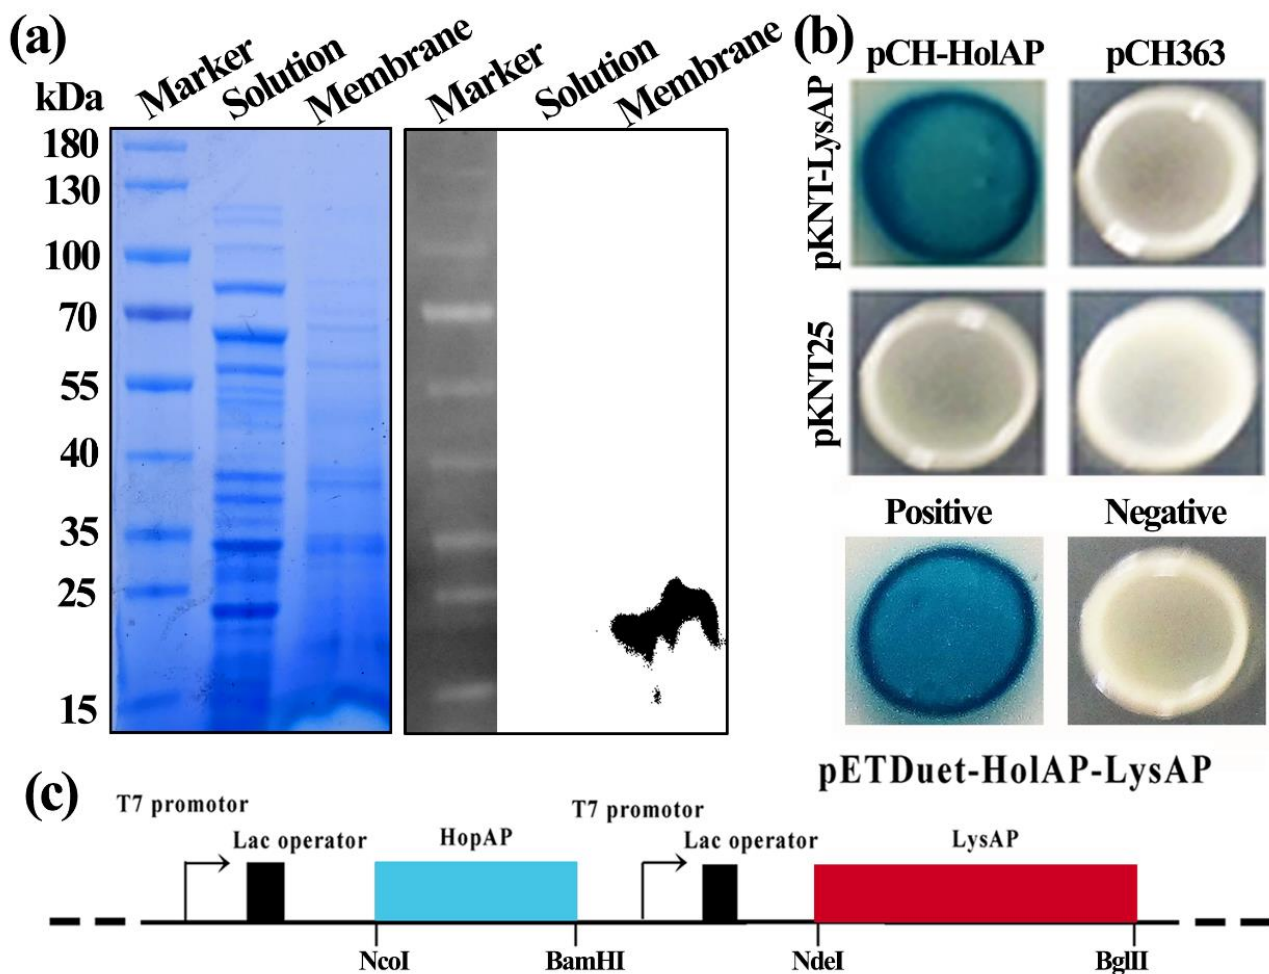 (a)
kDa
Marker
Solution
Membrane
Marker
Solution
Membrane
180
130
100
70
55
40
35
25
15
(b)
pCH-HolAP
pCH363
pKNT-LysAP
pKNT25
Positive
Negative
pETDuet-HolAP-LysAP
(c)
T7 promotor
Lac operator
HopAP
T7 promotor
Lac operator
LysAP
NcoI
BamHI
NdeI
BglII